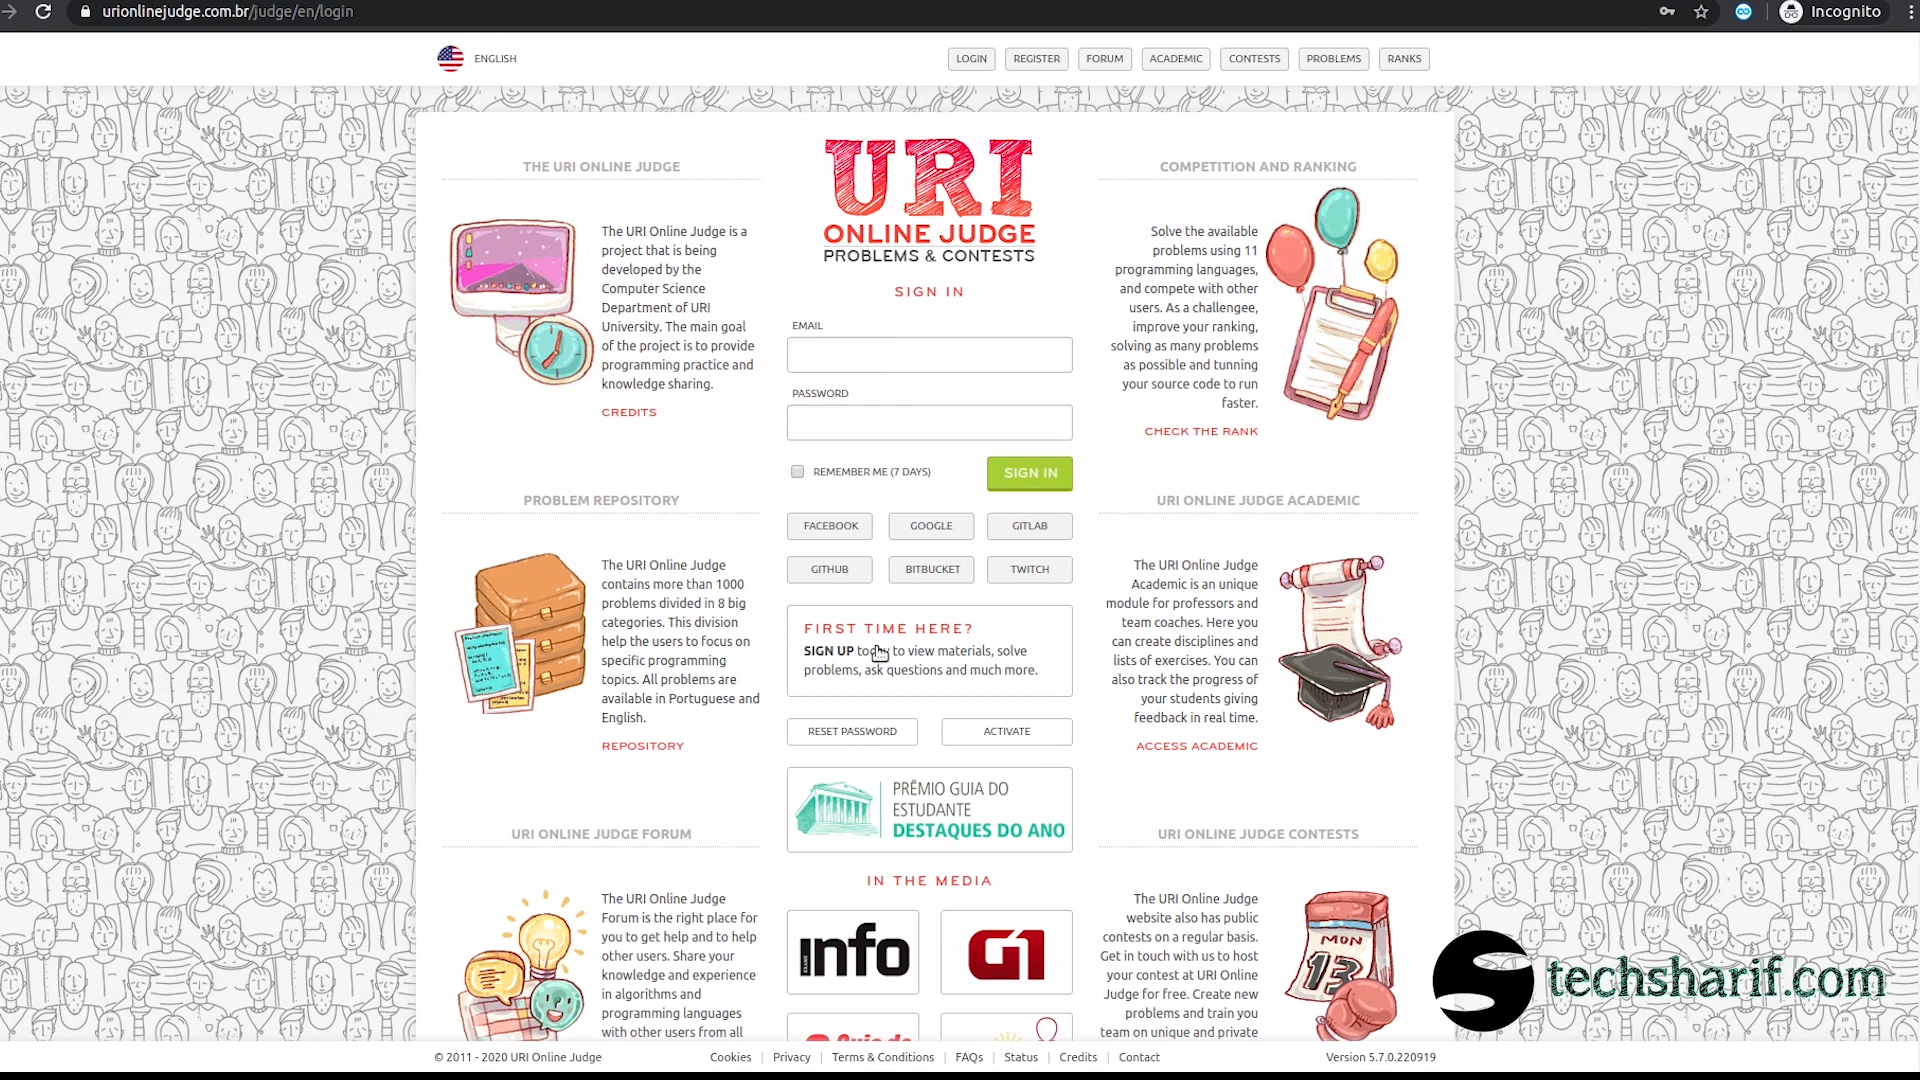 urionlinejudge.com.br/judge/en/login
Incognito
ENGLISH
LOGIN
REGISTER
FORUM
ACADEMIC
CONTESTS
PROBLEMS
RANKS
THE URI ONLINE JUDGE
The URI Online Judge is a
project that is being
developed by the
Computer Science
Department of URI
University. The main goal
of the project is to provide
programming practice and
knowledge sharing.
CREDITS
PROBLEM REPOSITORY
The URI Online Judge
contains more than 1000
problems divided in 8 big
categories. This division
help the users to focus on
specific programming
topics. All problems are
available in Portuguese and
English.
REPOSITORY
URI ONLINE JUDGE FORUM
The URI Online Judge
Forum is the right place for
you to get help and to help
other users. Share your
knowledge and experience
in algorithms and
programming languages
with other users from all
URI
ONLINE JUDGE
PROBLEMS & CONTESTS
SIGN IN
EMAIL
PASSWORD
REMEMBER ME (7 DAYS)
SIGN IN
FACEBOOK
GOOGLE
GITLAB
GITHUB
BITBUCKET
TWITCH
FIRST TIME HERE?
SIGN UP today to view materials, solve
problems, ask questions and much more.
RESET PASSWORD
ACTIVATE
PRÊMIO GUIA DO
ESTUDANTE
DESTAQUES DO ANO
IN THE MEDIA
info
G1
COMPETITION AND RANKING
Solve the available
problems using 11
programming languages,
and compete with other
users. As a challengee,
improve your ranking,
solving as many problems
as possible and tunning
your source code to run
faster.
CHECK THE RANK
URI ONLINE JUDGE ACADEMIC
The URI Online Judge
Academic is an unique
module for professors and
team coaches. Here you
can create disciplines and
lists of exercises. You can
also track the progress of
your students giving
feedback in real time.
ACCESS ACADEMIC
URI ONLINE JUDGE CONTESTS
The URI Online Judge
website also has public
contests on a regular basis.
Get in touch with us to host
your contest at URI Online
Judge for free. Create new
problems and train you
team on unique and private
MON
13
techsharif.com
© 2011 - 2020 URI Online Judge
Cookies
Privacy
Terms & Conditions
FAQs
Status
Credits
Contact
Version 5.7.0.220919